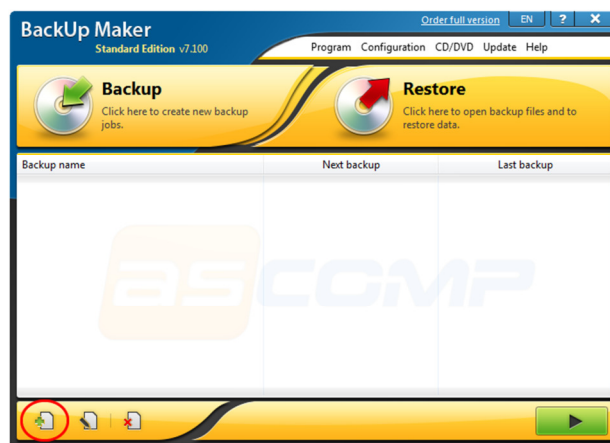 BackUp Maker
Standard Edition v7.100
Order full version
EN
?
X
Program Configuration CD/DVD Update Help
Backup
Click here to create new backup
jobs.
Restore
Click here to open backup files and to
restore data.
Backup name Next backup Last backup
ascomp